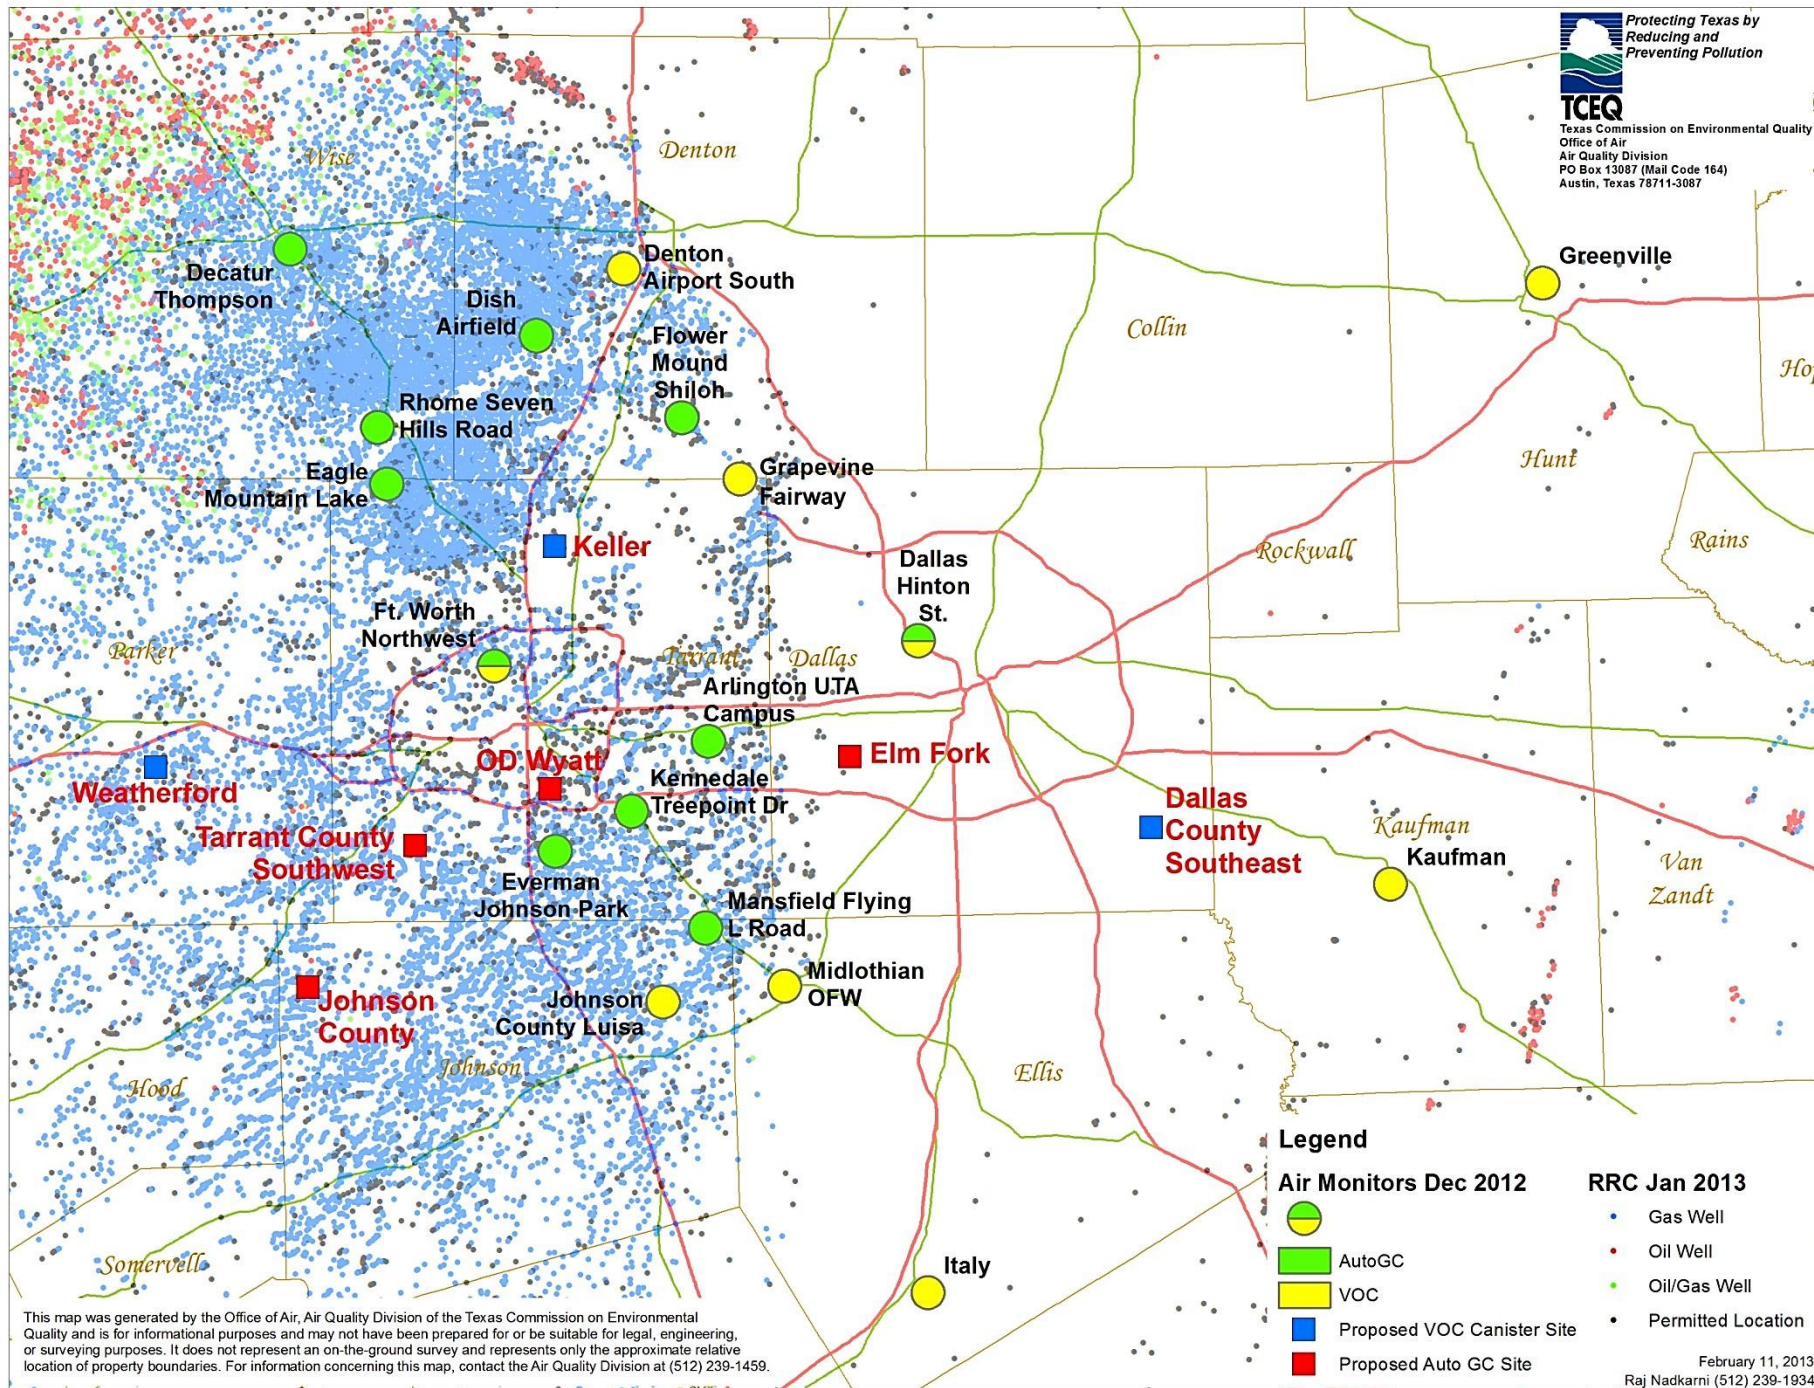 Protecting Texas by
Reducing and
Preventing Pollution
TCEQ
Texas Commission on Environmental Quality
Office of Air
Air Quality Division
PO Box 13087 (Mail Code 164)
Austin, Texas 78711-3087
Wise
Denton
Decatur
Thompson
Denton
Airport South
Dish
Airfield
Flower
Mound
Shiloh
Greenville
Collin
Rhome Seven
Hills Road
Eagle
Mountain Lake
Grapevine
Fairway
Hunt
Keller
Rockwall
Rains
Dallas
Hinton
St.
Ft. Worth
Northwest
Parker
Tarrant
Dallas
Arlington UTA
Campus
OD Wyatt
Elm Fork
Kennedale
Treepoint Dr
Weatherford
Tarrant County
Southwest
Dallas
County
Southeast
Kaufman
Kaufman
Van
Zandt
Everman
Johnson Park
Mansfield Flying
L Road
Midlothian
OFW
Johnson
County
Johnson
County Luisa
Hood
Johnson
Ellis
Somervell
Italy
Legend
Air Monitors Dec 2012
AutoGC
VOC
Proposed VOC Canister Site
Proposed Auto GC Site
RRC Jan 2013
Gas Well
Oil Well
Oil/Gas Well
Permitted Location
February 11, 2013
Raj Nadkarni (512) 239-1934
This map was generated by the Office of Air, Air Quality Division of the Texas Commission on Environmental
Quality and is for informational purposes and may not have been prepared for or be suitable for legal, engineering,
or surveying purposes. It does not represent an on-the-ground survey and represents only the approximate relative
location of property boundaries. For information concerning this map, contact the Air Quality Division at (512) 239-1459.